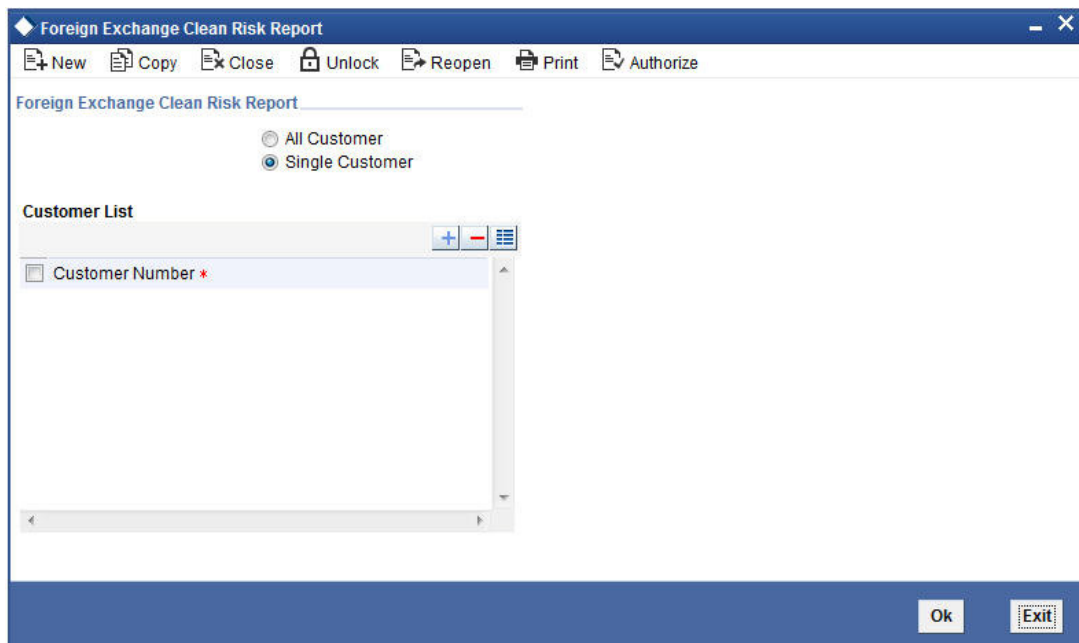 Foreign Exchange Clean Risk Report
New Copy Close Unlock Reopen Print Authorize
Foreign Exchange Clean Risk Report
All Customer
Single Customer
Customer List
Customer Number *
Ok Exit